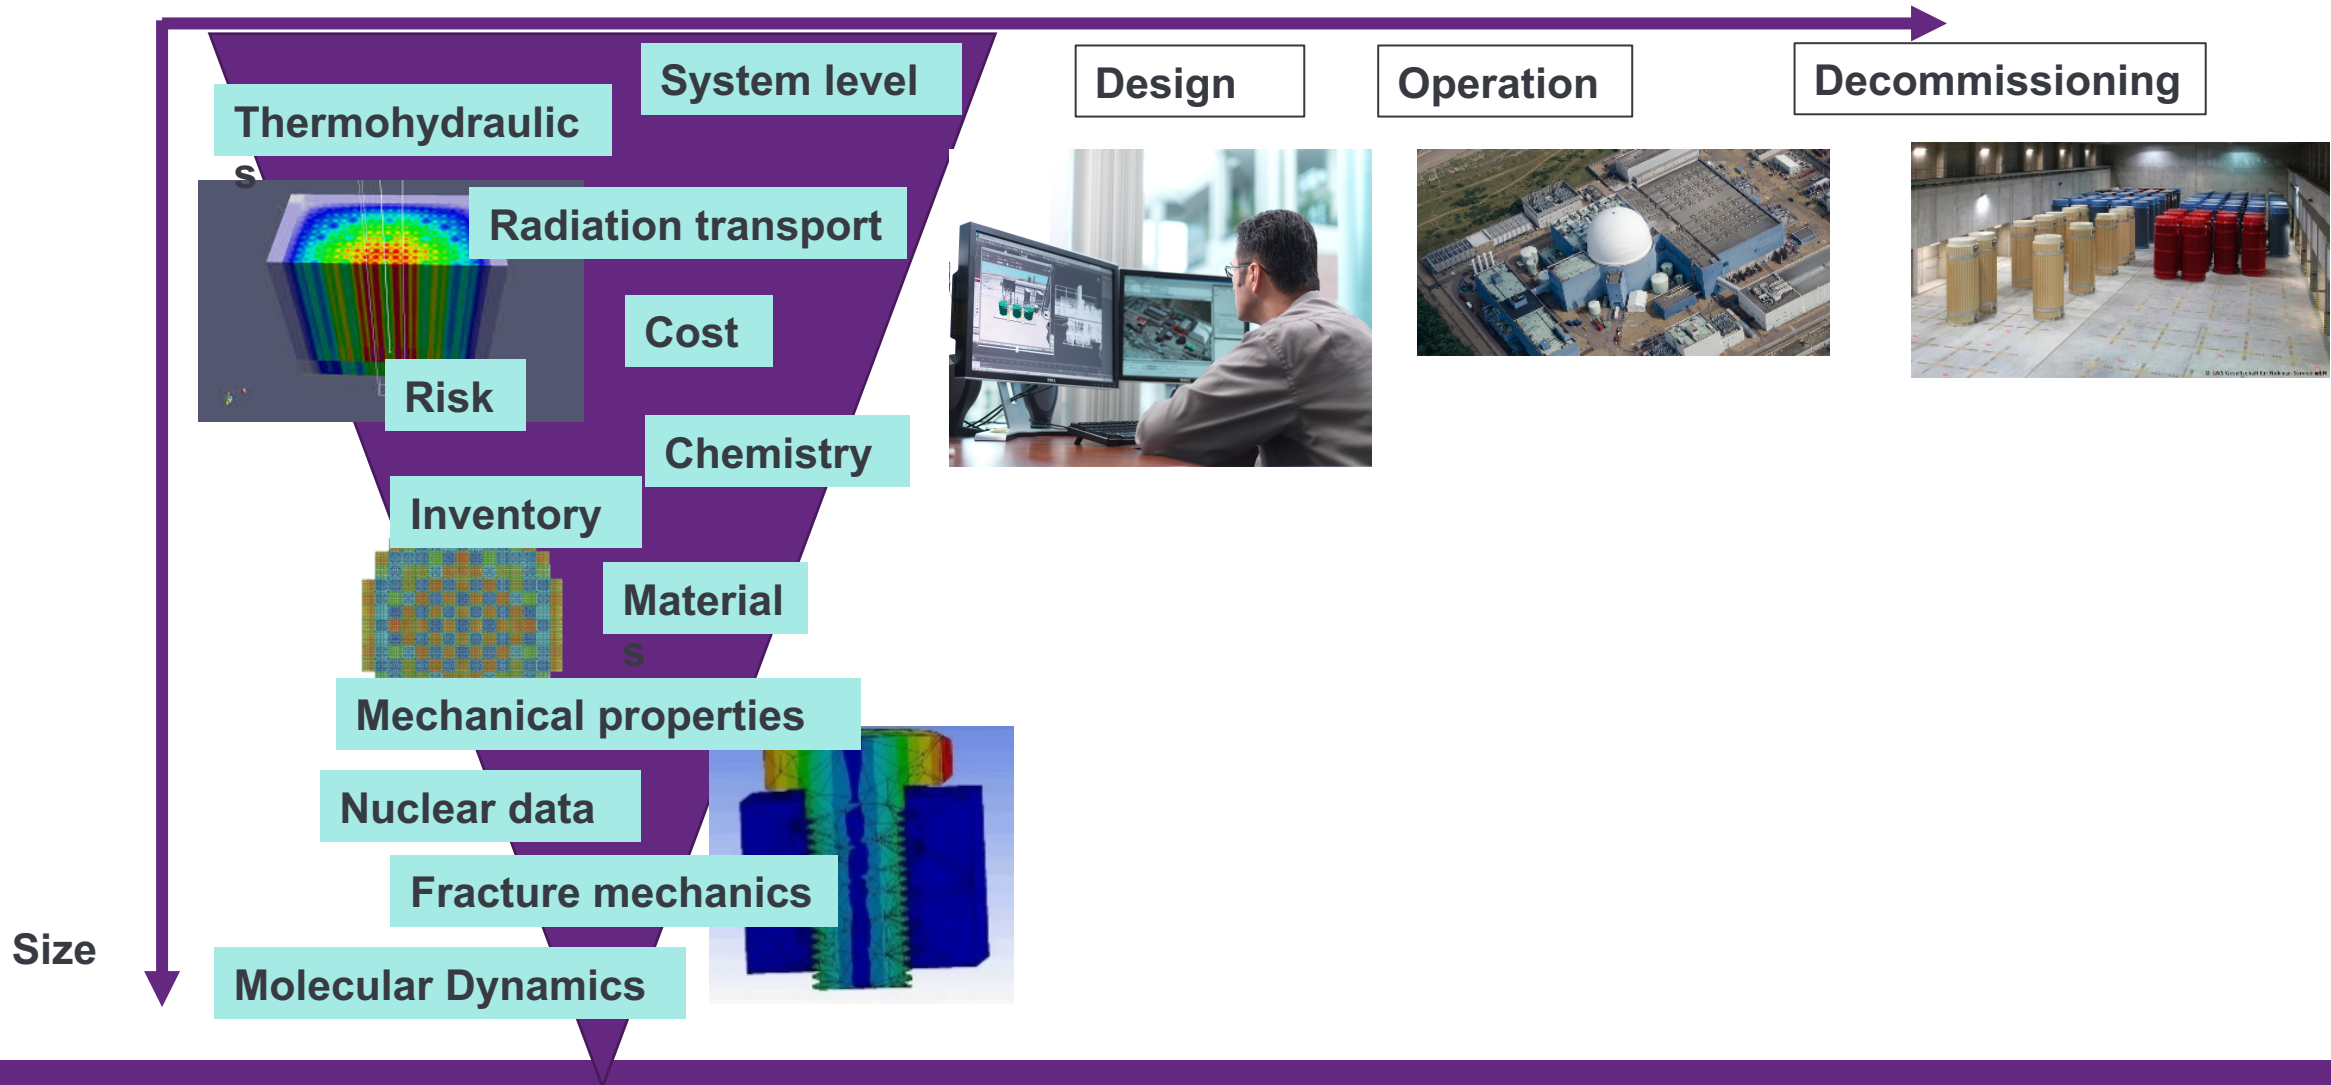 System level
Design
Operation
Decommissioning
Thermohydraulic
s
Radiation transport
Cost
Risk
Chemistry
Inventory
Material
s
Mechanical properties
Nuclear data
Fracture mechanics
Size
Molecular Dynamics